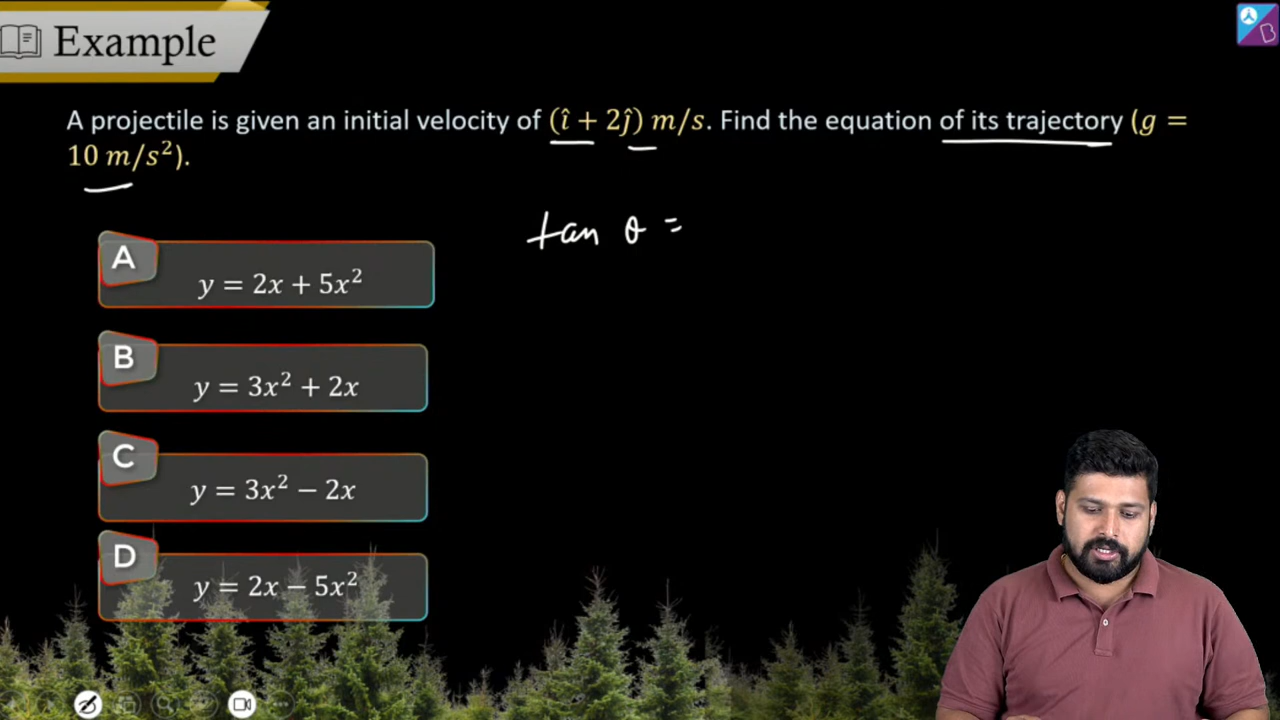 Example
A projectile is given an initial velocity of (î + 2ĵ) m/s. Find the equation of its trajectory (g =
10 m/s²).
tan θ =
A
y = 2x + 5x²
B
y = 3x² + 2x
C
y = 3x² − 2x
D
y = 2x − 5x²
B